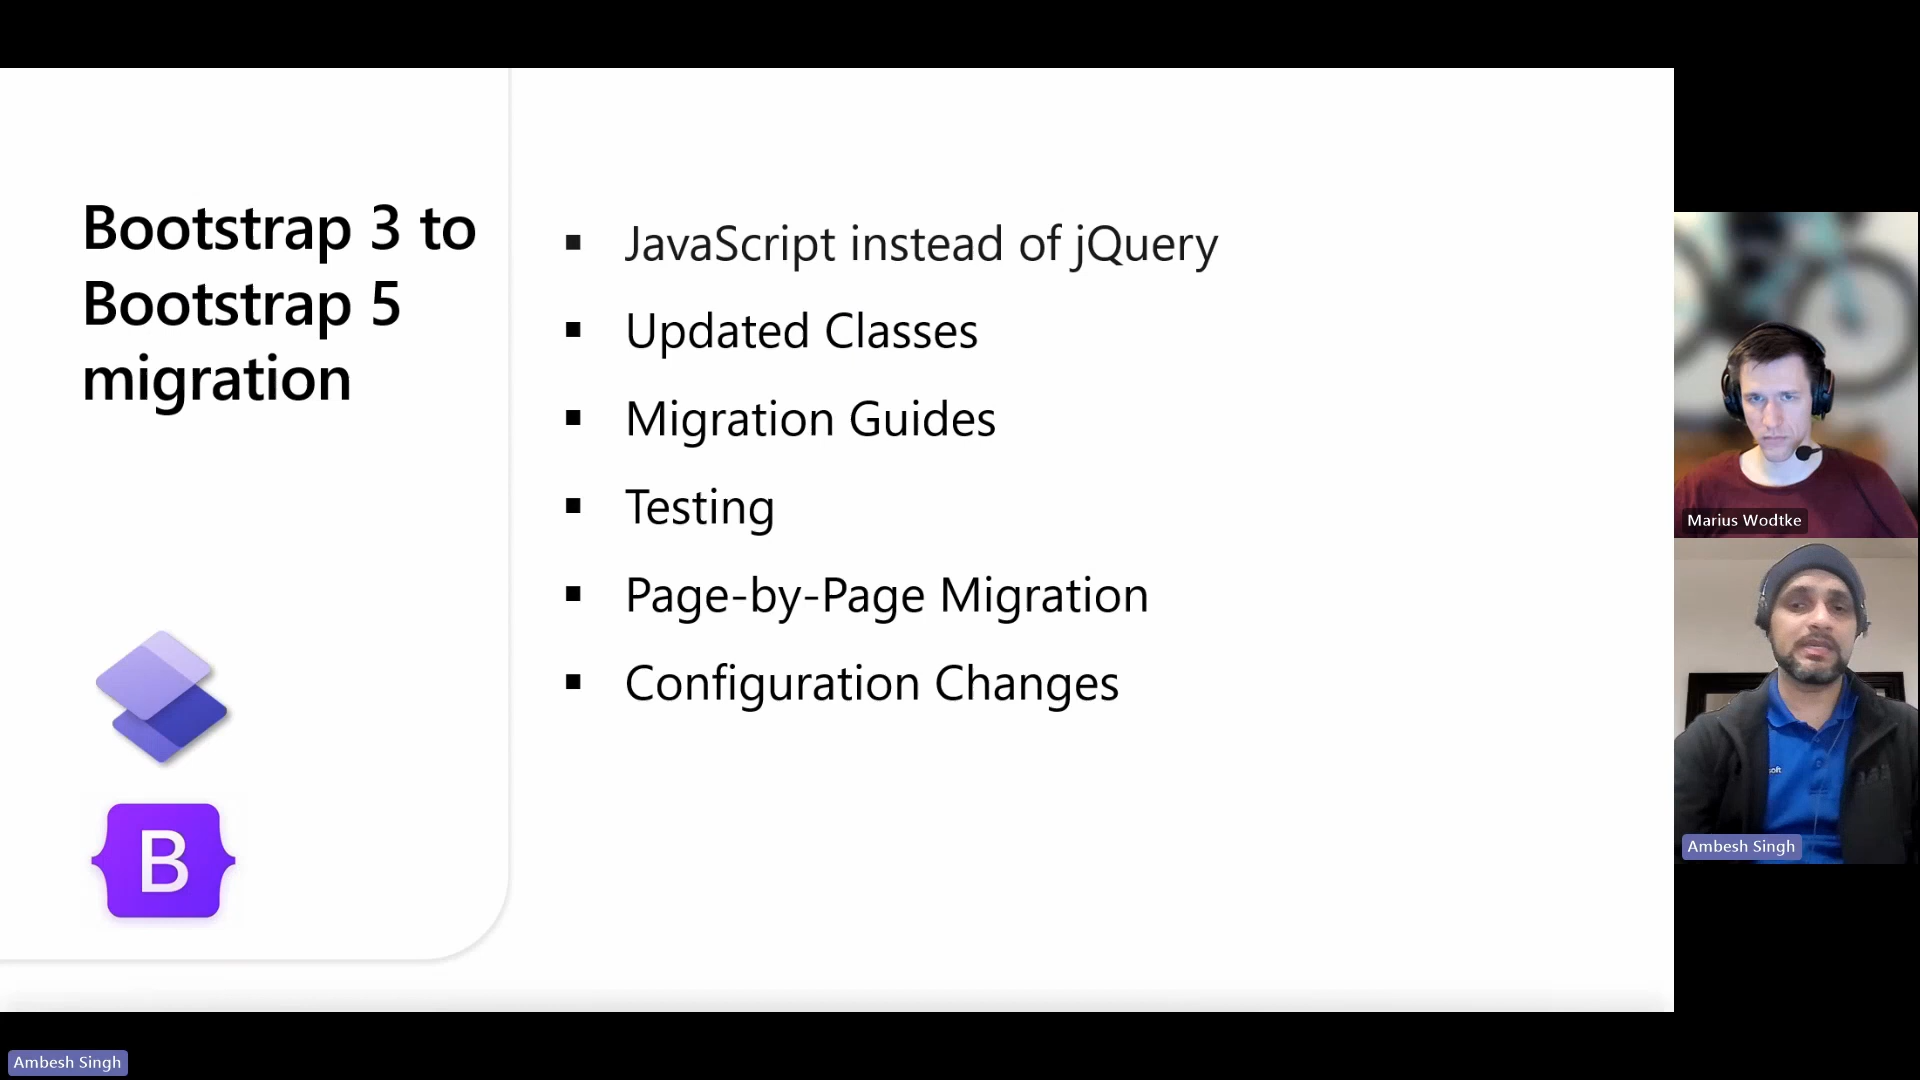 Bootstrap 3 to
Bootstrap 5
migration
JavaScript instead of jQuery
Updated Classes
Migration Guides
Testing
Page-by-Page Migration
Configuration Changes
B
Marius Wodtke
soft
Ambesh Singh
Ambesh Singh